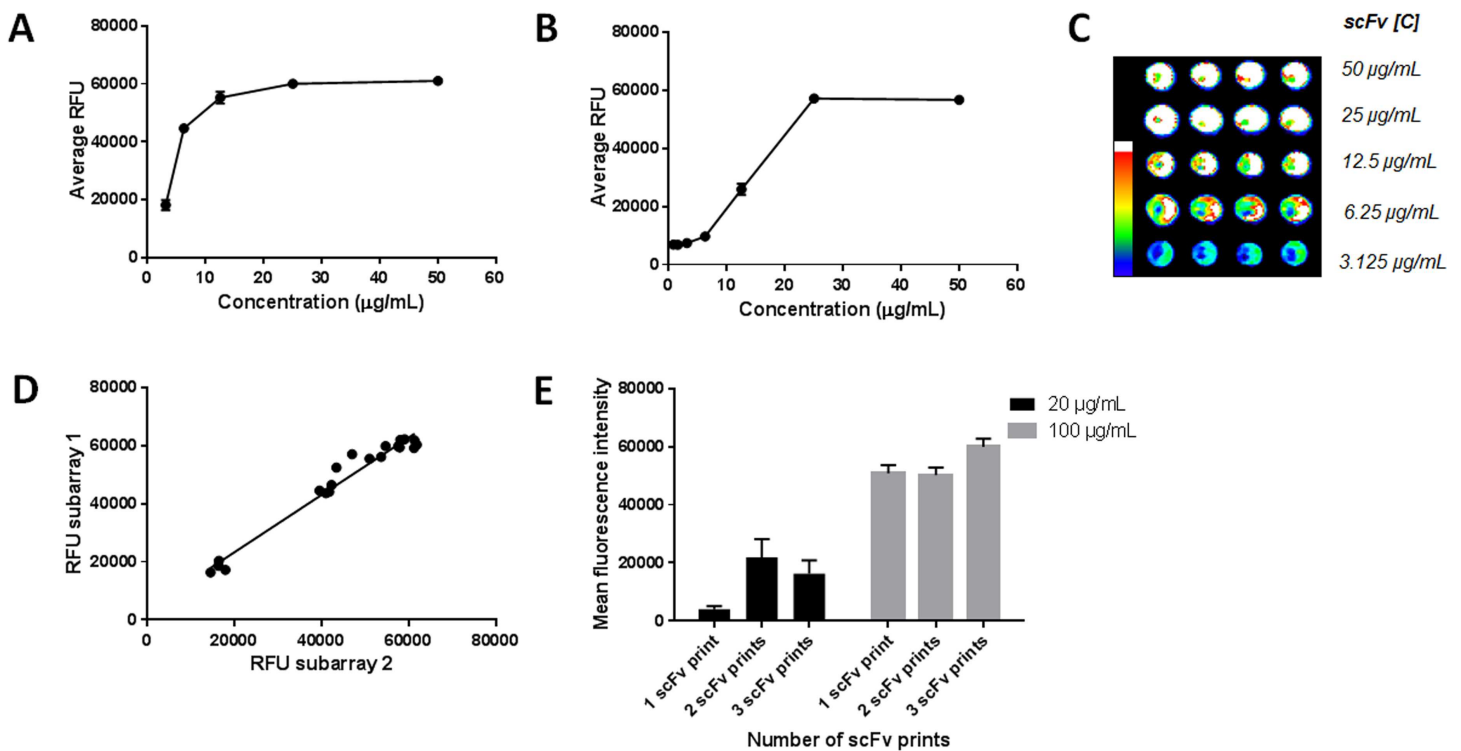 A
80000
60000
40000
20000
0
Average RFU
0 10 20 30 40 50 60
Concentration (µg/mL)
B
80000
60000
40000
20000
0
Average RFU
0 10 20 30 40 50 60
Concentration (µg/mL)
C
scFv [C]
50 µg/mL
25 µg/mL
12.5 µg/mL
6.25 µg/mL
3.125 µg/mL
D
80000
60000
40000
20000
0
RFU subarray 1
0 20000 40000 60000 80000
RFU subarray 2
E
80000
60000
40000
20000
0
Mean fluorescence intensity
20 µg/mL
100 µg/mL
1 scFv print
2 scFv prints
3 scFv prints
1 scFv print
2 scFv prints
3 scFv prints
Number of scFv prints